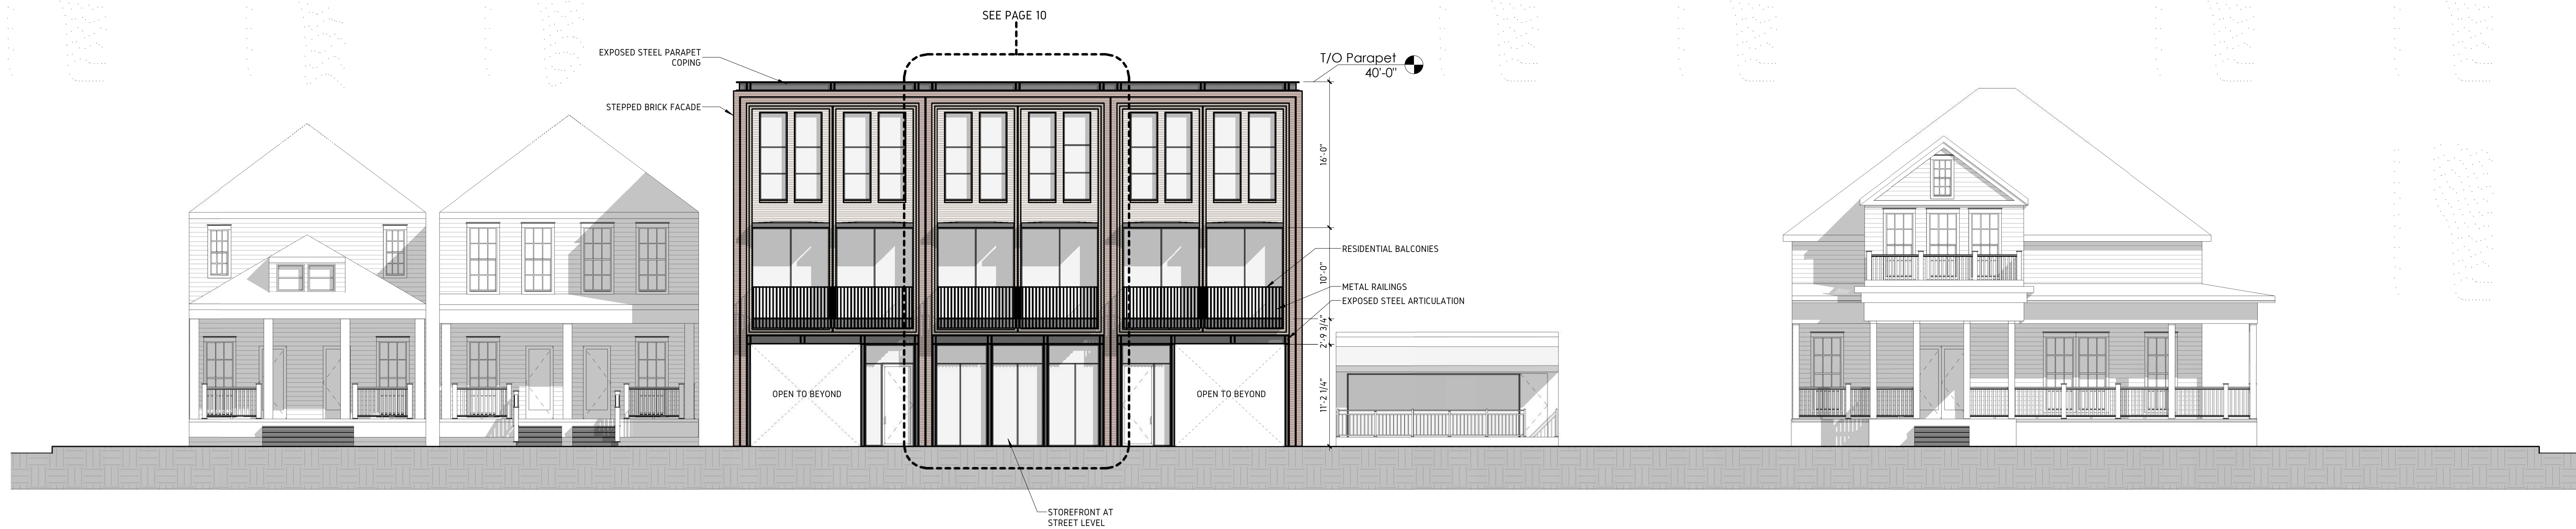 SEE PAGE 10
EXPOSED STEEL PARAPET
COPING
T/O Parapet
40'-0"
STEPPED BRICK FACADE
16'-0"
RESIDENTIAL BALCONIES
10'-0"
METAL RAILINGS
EXPOSED STEEL ARTICULATION
2'-9 3/4"
OPEN TO BEYOND
OPEN TO BEYOND
11'-2 1/4"
STOREFRONT AT
STREET LEVEL